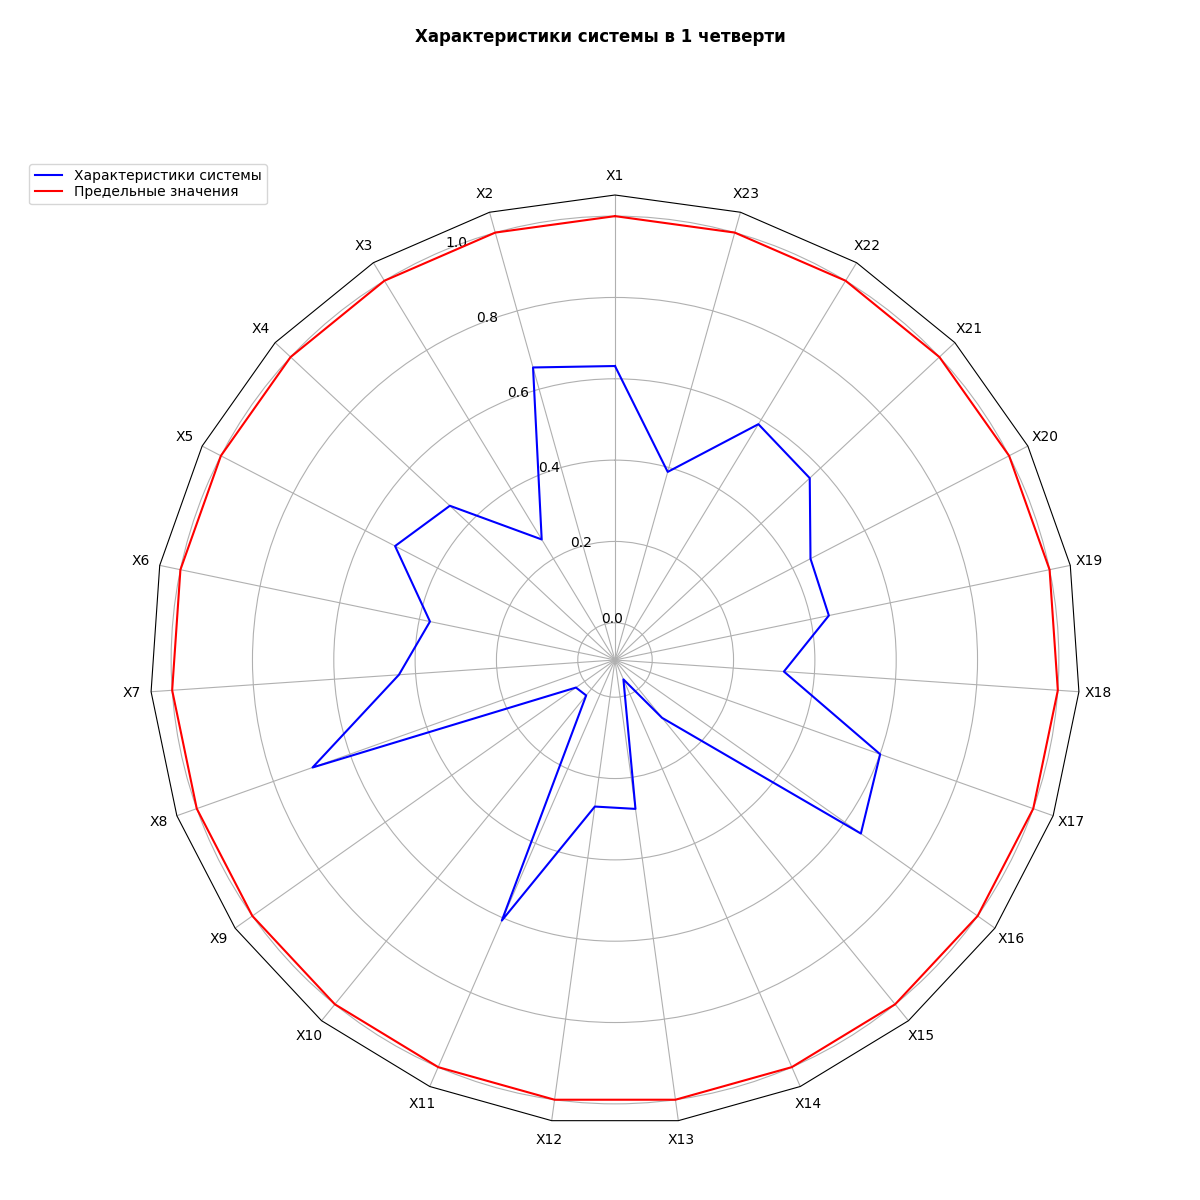 Характеристики системы в 1 четверти
Характеристики системы
Предельные значения
X1
X2
X3
X4
X5
X6
X7
X8
X9
X10
X11
X12
X13
X14
X15
X16
X17
X18
X19
X20
X21
X22
X23
1.0
0.8
0.6
0.4
0.2
0.0